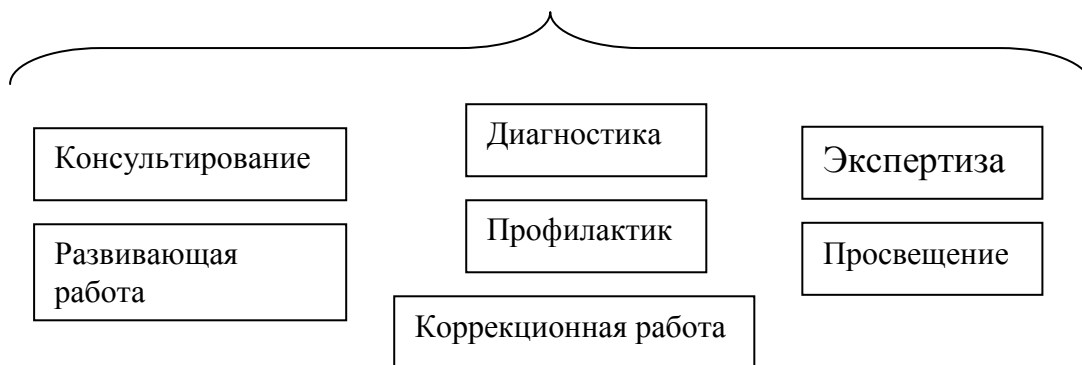 Консультирование
Диагностика
Экспертиза
Развивающая
работа
Профилактик
Просвещение
Коррекционная работа